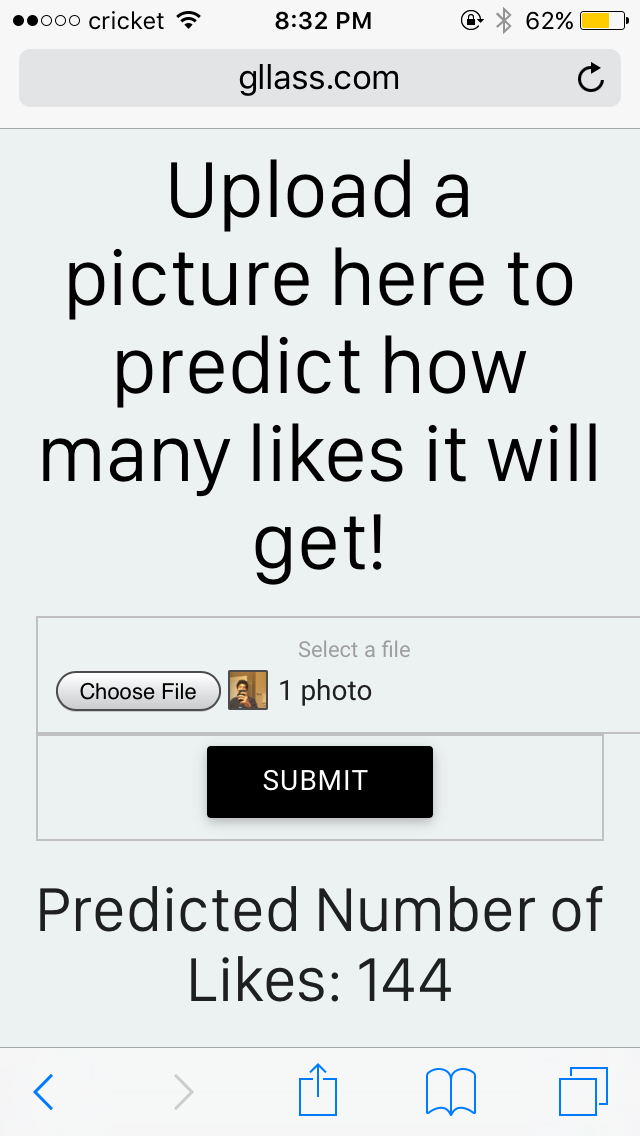 cricket 8:32 PM 62%
gllass.com
Upload a
picture here to
predict how
many likes it will
get!
Select a file
Choose File 1 photo
SUBMIT
Predicted Number of
Likes: 144